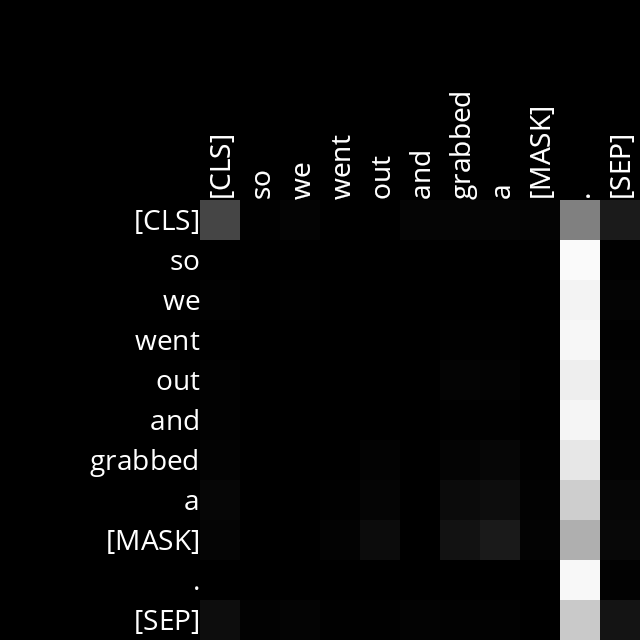 [CLS] so we went out and grabbed a [MASK] . [SEP]
[CLS]
so
we
went
out
and
grabbed
a
[MASK]
.
[SEP]